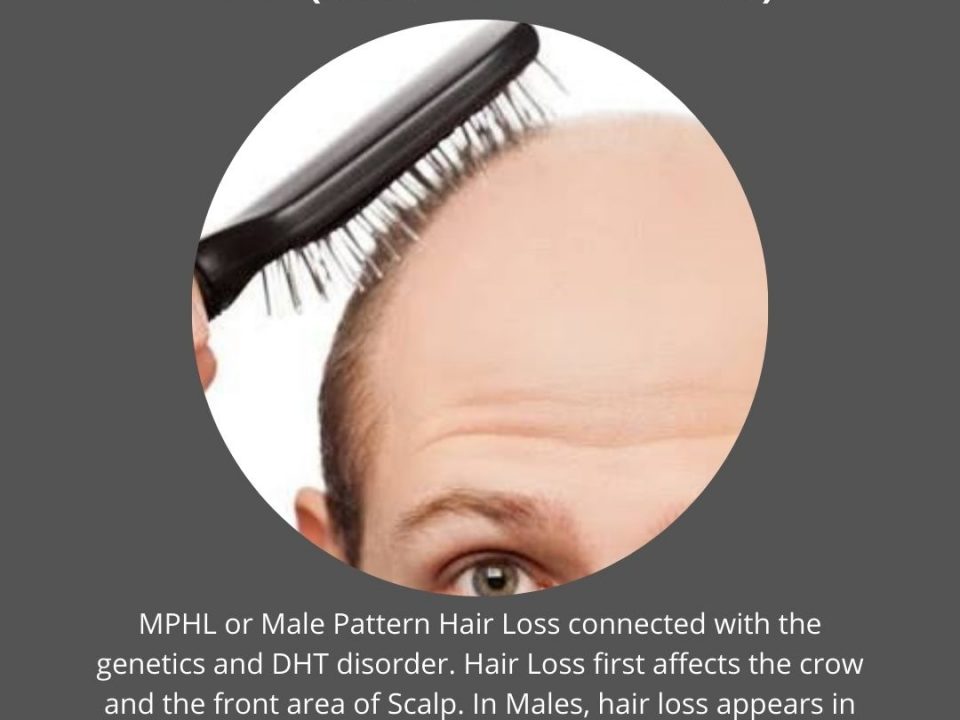 MPHL or Male Pattern Hair Loss connected with the
genetics and DHT disorder. Hair Loss first affects the crow
and the front area of Scalp. In Males, hair loss appears in